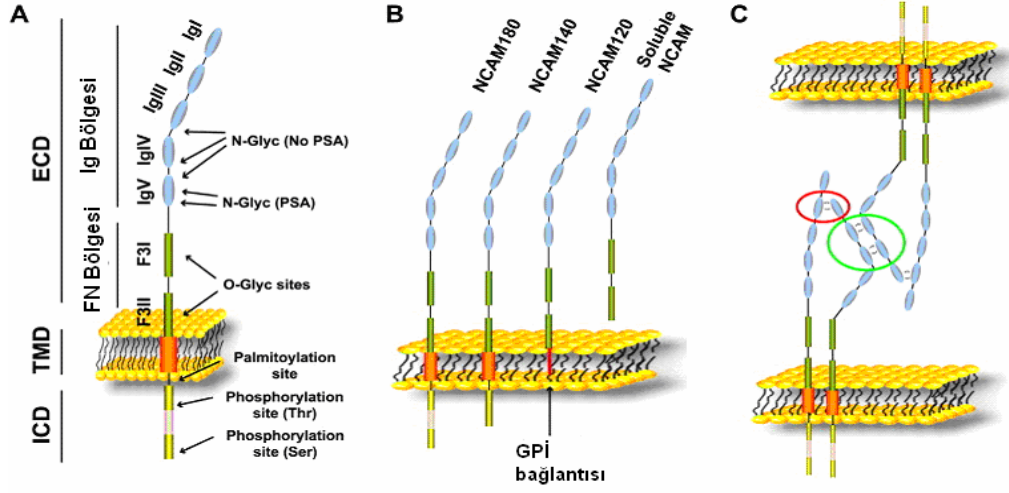 A
ECD
TMD
ICD
Ig Bölgesi
FN Bölgesi
IgI
IgII
IgIII
IgIV
IgV
F3I
F3II
N-Glyc (No PSA)
N-Glyc (PSA)
O-Glyc sites
Palmitoylation
site
Phosphorylation
site (Thr)
Phosphorylation
site (Ser)
B
NCAM180
NCAM140
NCAM120
Soluble
NCAM
GPİ
bağlantısı
C